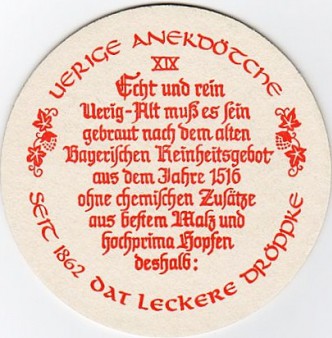 UERIGE ANEKDÖTCHE
XIX
Echt und rein
Uerig-Alt muß es sein
gebraut nach dem alten
Bayerischen Reinheitsgebot
aus dem Jahre 1516
ohne chemischen Zusätze
aus bestem Malz und
hochprima Hopfen
deshalb:
SEIT 1862 DAT LECKERE DRÖPPKE